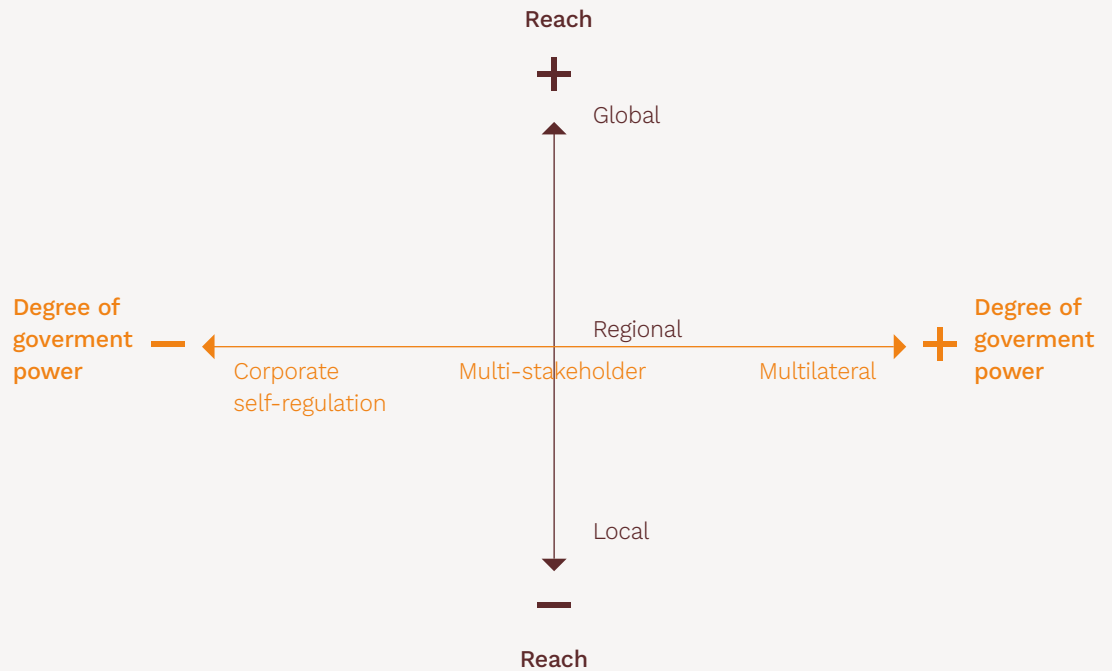 Reach
+
Global
Degree of
goverment
power
−
Regional
+
Degree of
goverment
power
Corporate
self-regulation
Multi-stakeholder
Multilateral
Local
−
Reach